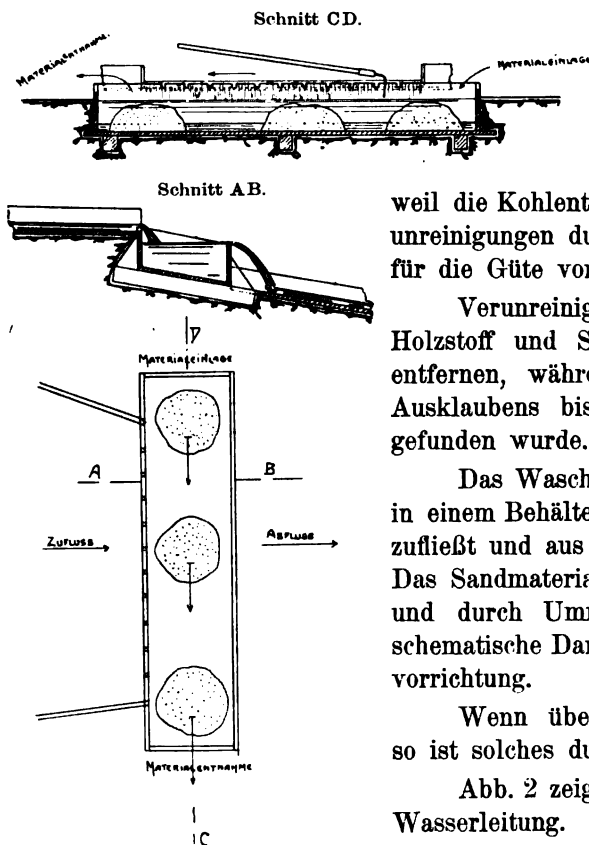 Schnitt CD.
MATERIALENTNAHME.
MATERIALEINLAGE
Schnitt AB.
D
MATERIALEINLAGE
A
B
ZUFLUSS
ABFLUSS
MATERIALENTNAHME
C
weil die Kohlent
unreinigungen du
für die Güte vor
Verunreinig
Holzstoff und S
entfernen, währe
Ausklaubens bis
gefunden wurde.
Das Wasch
in einem Behälte
zufließt und aus
Das Sandmateria
und durch Umr
schematische Dar
vorrichtung.
Wenn übe
so ist solches du
Abb. 2 zeig
Wasserleitung.